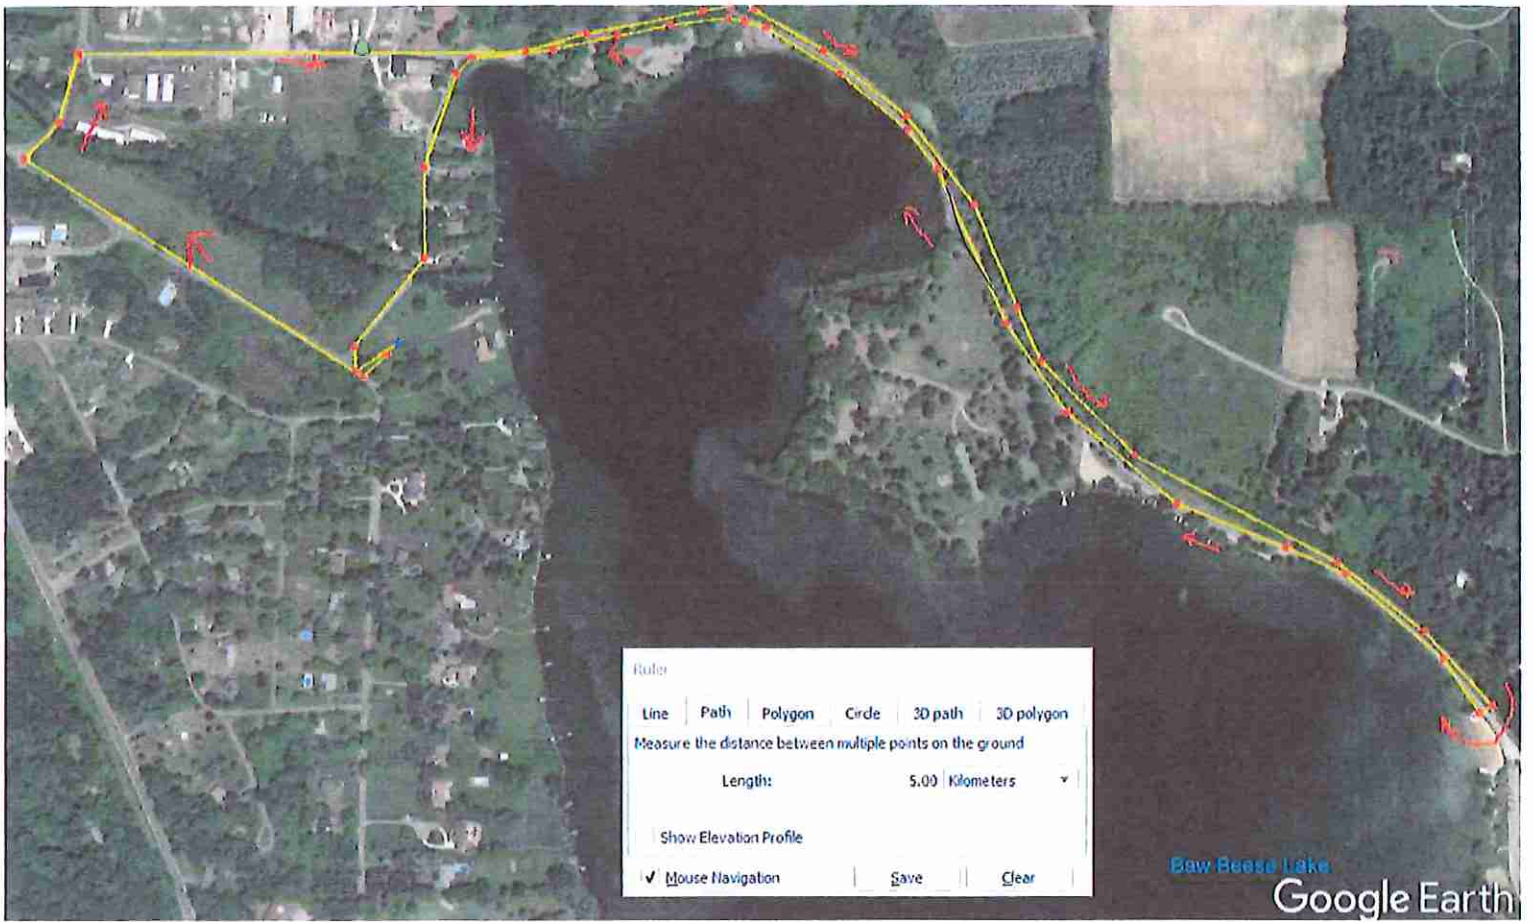 Ruler
Line Path Polygon Circle 3D path 3D polygon
Measure the distance between multiple points on the ground
Length: 5.00 Kilometers
Show Elevation Profile
Mouse Navigation Save Clear
Baw Beese Lake
Google Earth